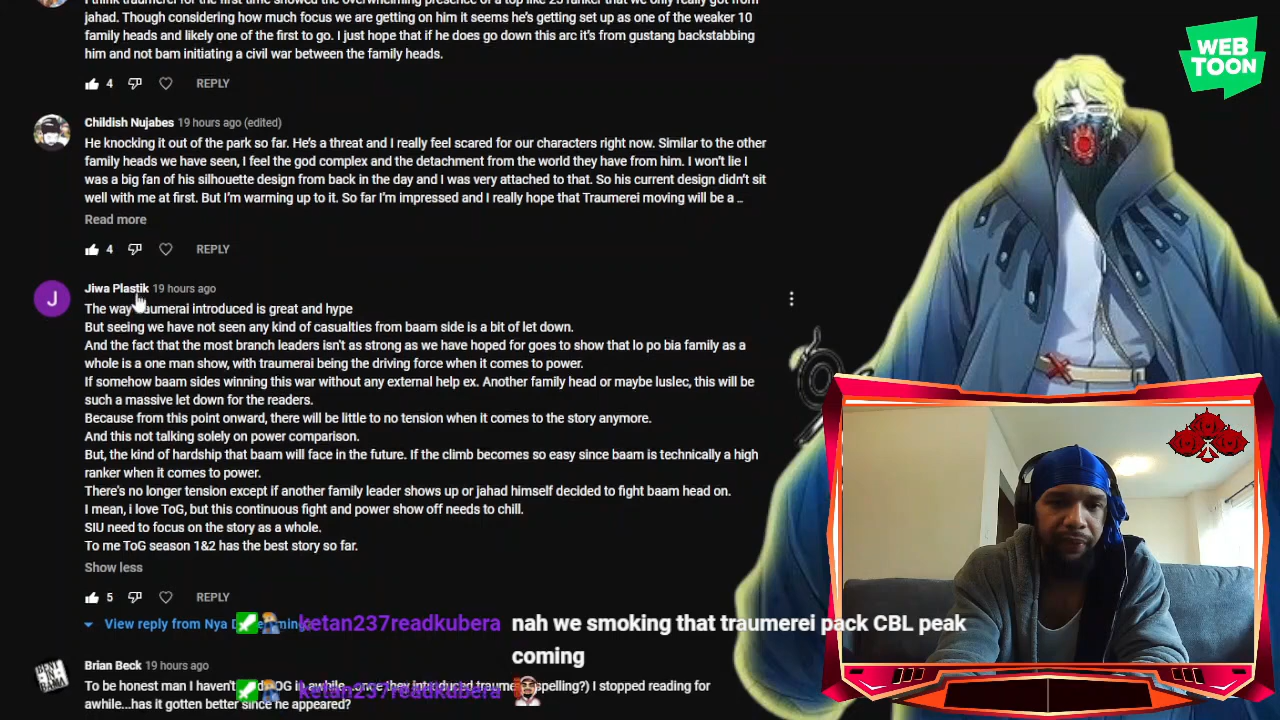 jahad. Though considering how much focus we are getting on him it seems he's getting set up as one of the weaker 10
family heads and likely one of the first to go. I just hope that if he does go down this arc it's from gustang backstabbing
him and not bam initiating a civil war between the family heads.
4 REPLY
Childish Nujabes 19 hours ago (edited)
He knocking it out of the park so far. He's a threat and I really feel scared for our characters right now. Similar to the other
family heads we have seen, I feel the god complex and the detachment from the world they have from him. I won't lie I
was a big fan of his silhouette design from back in the day and I was very attached to that. So his current design didn't sit
well with me at first. But I'm warming up to it. So far I'm impressed and I really hope that Traumerei moving will be a ..
Read more
4 REPLY
J
Jiwa Plastik 19 hours ago
The way aumerai introduced is great and hype
But seeing we have not seen any kind of casualties from baam side is a bit of let down.
And the fact that the most branch leaders isn't as strong as we have hoped for goes to show that lo po bia family as a
whole is a one man show, with traumerai being the driving force when it comes to power.
If somehow baam sides winning this war without any external help ex. Another family head or maybe luslec, this will be
such a massive let down for the readers.
Because from this point onward, there will be little to no tension when it comes to the story anymore.
And this not talking solely on power comparison.
But, the kind of hardship that baam will face in the future. If the climb becomes so easy since baam is technically a high
ranker when it comes to power.
There's no longer tension except if another family leader shows up or jahad himself decided to fight baam head on.
I mean, i love ToG, but this continuous fight and power show off needs to chill.
SIU need to focus on the story as a whole.
To me ToG season 1&2 has the best story so far.
Show less
5 REPLY
View reply from Nya
ketan237readkubera nah we smoking that traumerei pack CBL peak
coming
Brian Beck 19 hours ago
To be honest man I haven't
ketan237readkubera
spelling?) I stopped reading for
awhile...has it gotten better since he appeared?
WEB
TOON